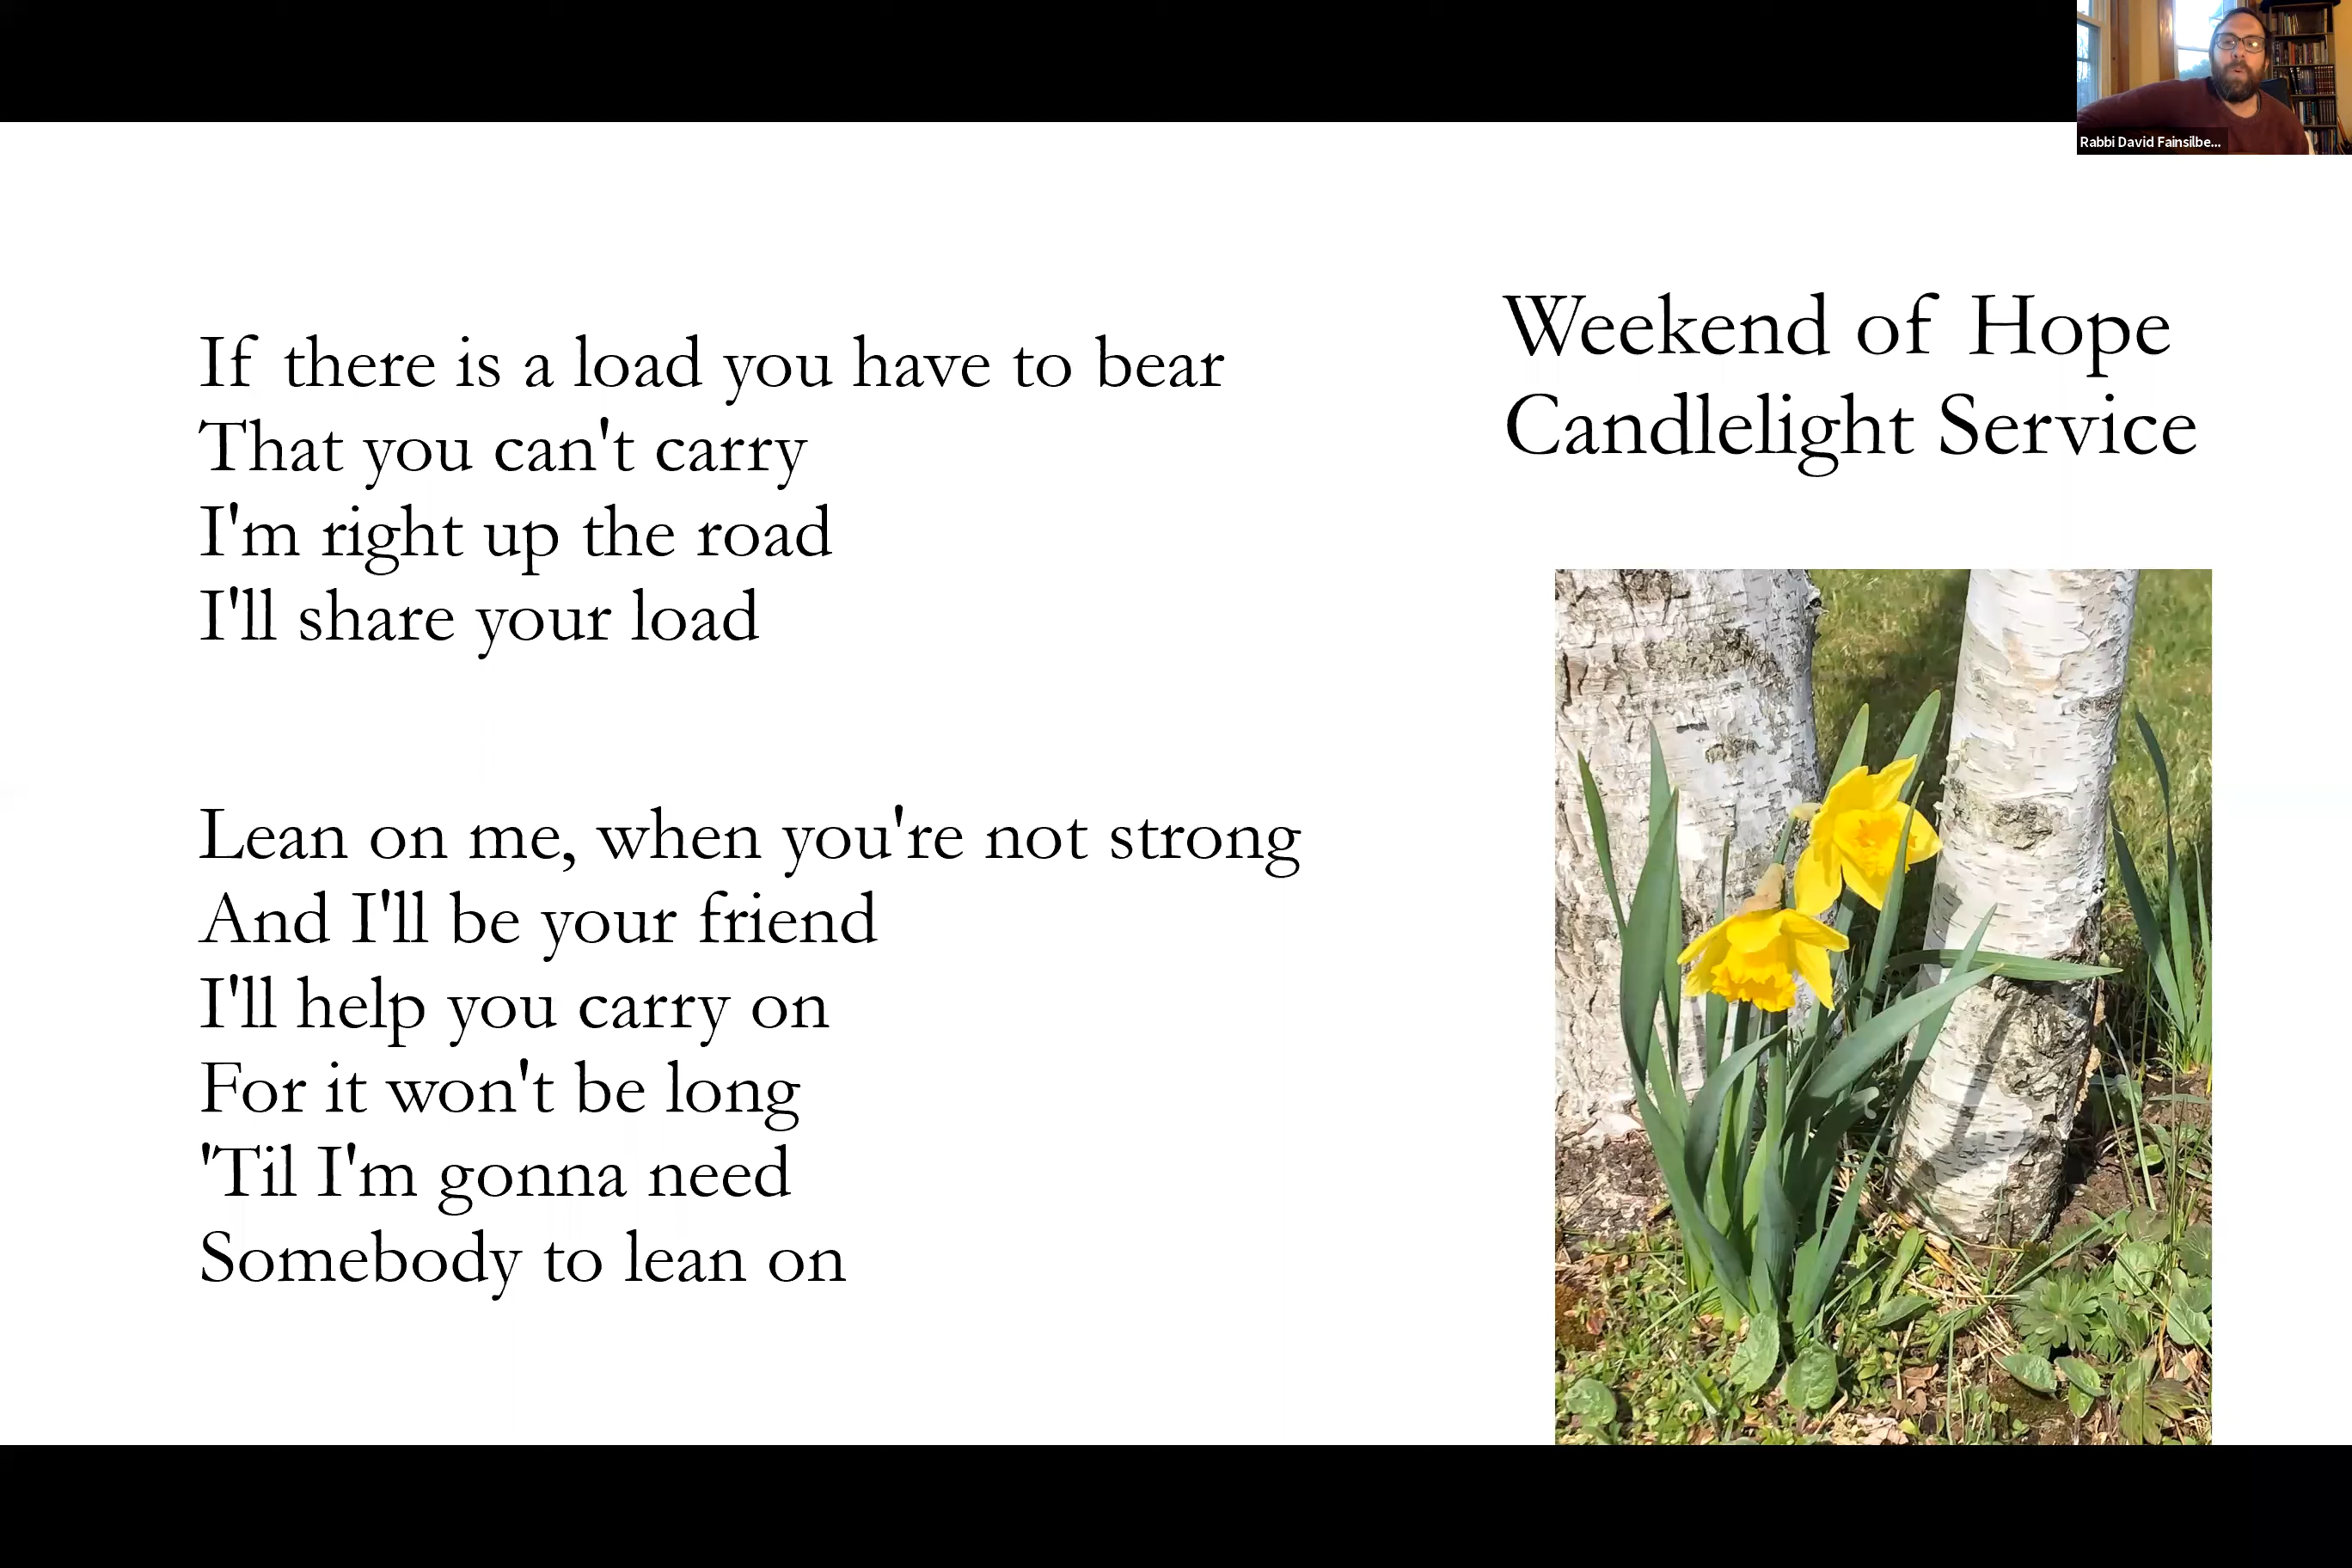 Rabbi David Fainsilbe...
If there is a load you have to bear
That you can't carry
I'm right up the road
I'll share your load
Lean on me, when you're not strong
And I'll be your friend
I'll help you carry on
For it won't be long
'Til I'm gonna need
Somebody to lean on
Weekend of Hope
Candlelight Service